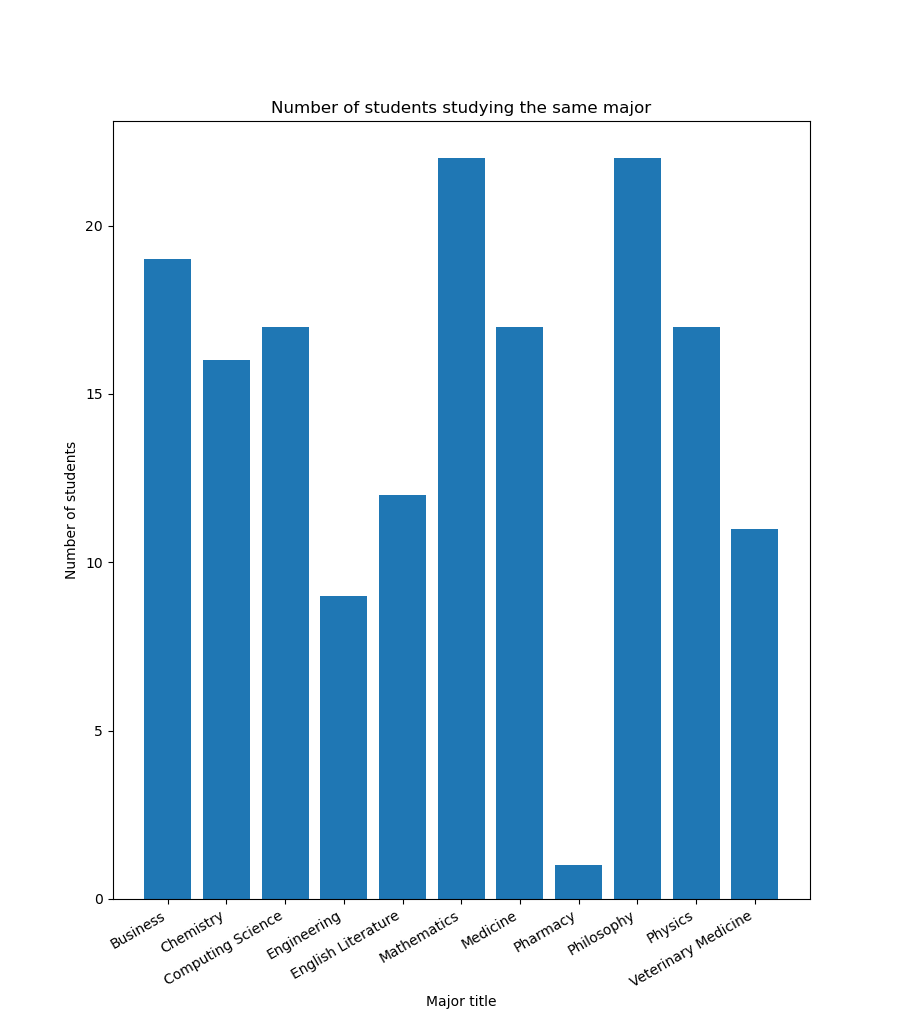 Number of students studying the same major
Number of students
20
15
10
5
0
Business
Chemistry
Computing Science
Engineering
English Literature
Mathematics
Medicine
Pharmacy
Philosophy
Physics
Veterinary Medicine
Major title